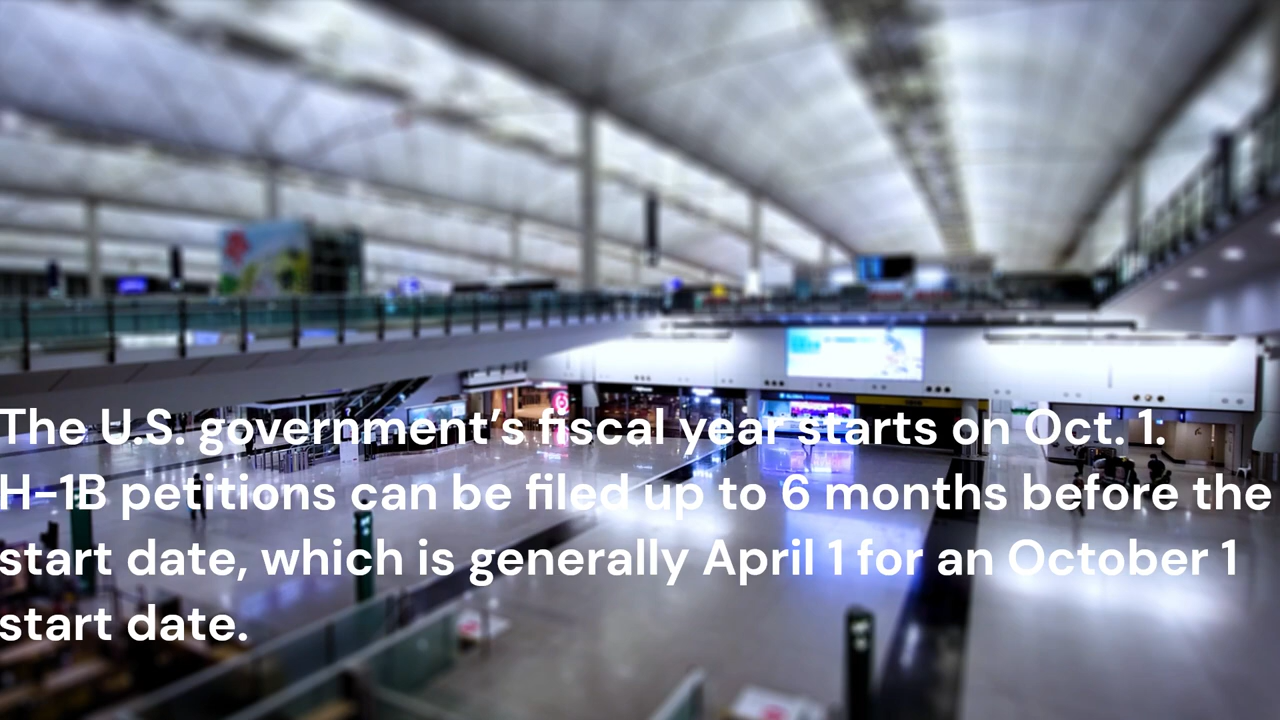 The U.S. government’s fiscal year starts on Oct. 1.
H-1B petitions can be filed up to 6 months before the
start date, which is generally April 1 for an October 1
start date.